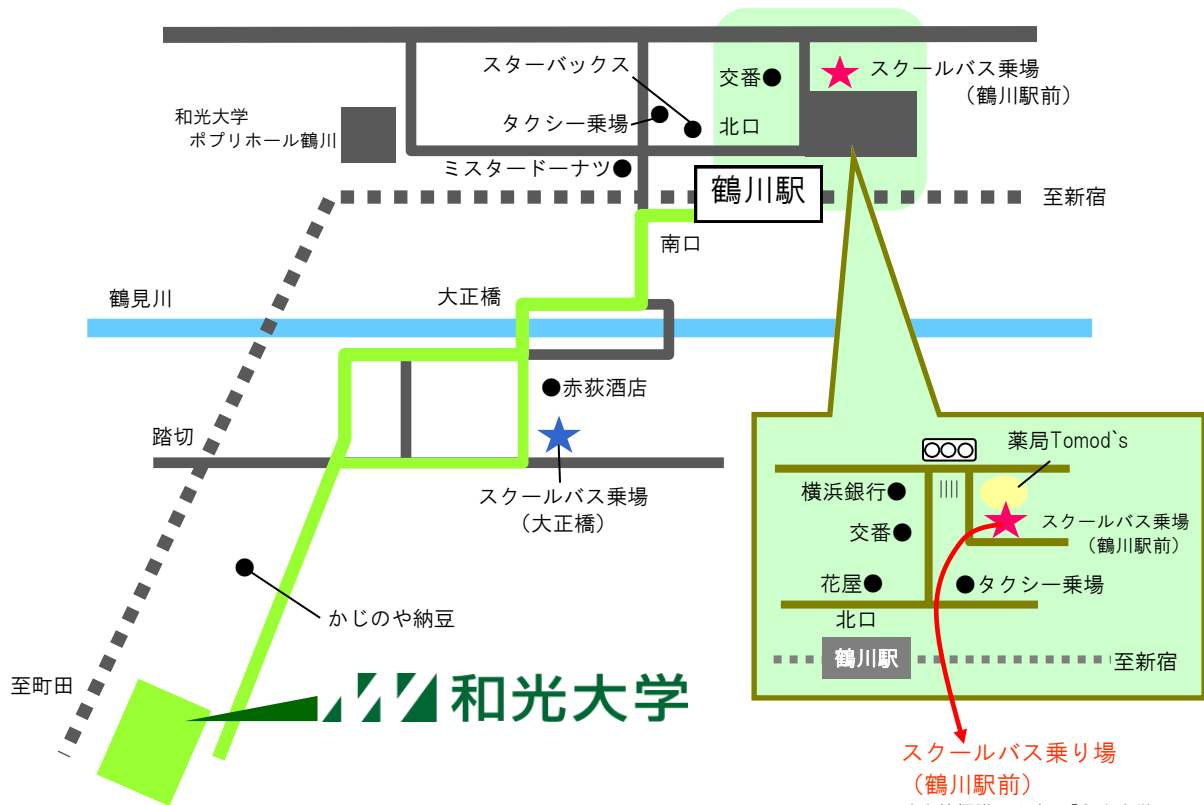 スターバックス
交番
スクールバス乗場
（鶴川駅前）
和光大学
ポプリホール鶴川
タクシー乗場
北口
ミスタードーナツ
鶴川駅
至新宿
南口
鶴見川
大正橋
赤荻酒店
踏切
スクールバス乗場
（大正橋）
かじのや納豆
至町田
和光大学
薬局Tomod`s
横浜銀行
交番
スクールバス乗場
（鶴川駅前）
花屋
タクシー乗場
北口
鶴川駅
至新宿
スクールバス乗り場
（鶴川駅前）